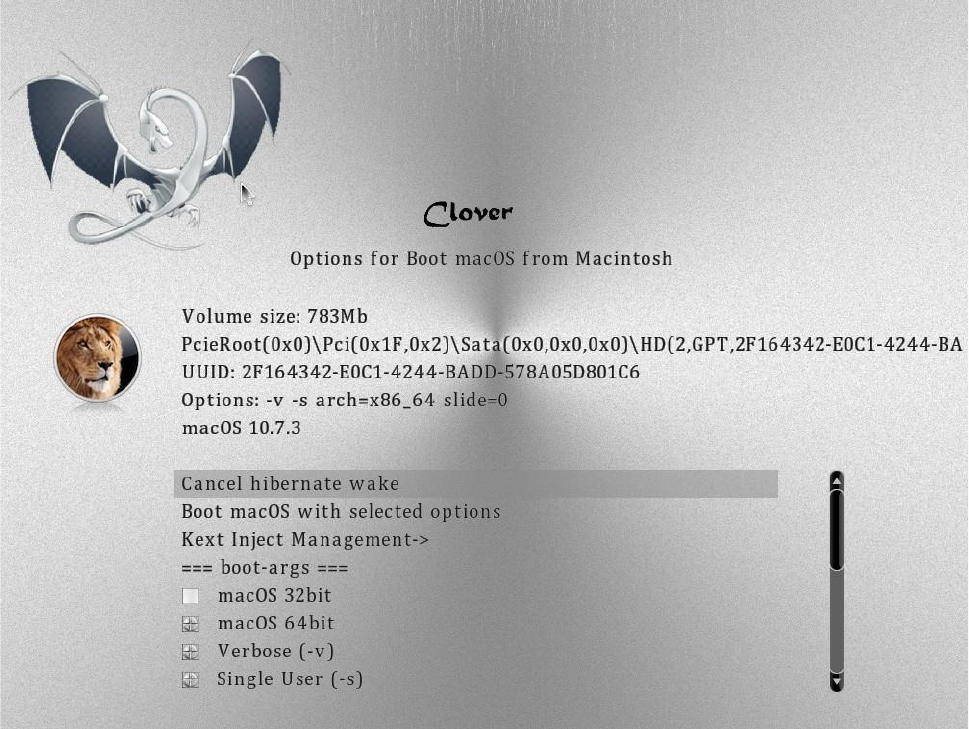 Clover
Options for Boot macOS from Macintosh
Volume size: 783Mb
PcieRoot(0x0)\Pci(0x1F,0x2)\Sata(0x0,0x0,0x0)\HD(2,GPT,2F164342-E0C1-4244-BA
UUID: 2F164342-E0C1-4244-BADD-578A05D801C6
Options: -v -s arch=x86_64 slide=0
macOS 10.7.3
Cancel hibernate wake
Boot macOS with selected options
Kext Inject Management->
=== boot-args ===
macOS 32bit
macOS 64bit
Verbose (-v)
Single User (-s)